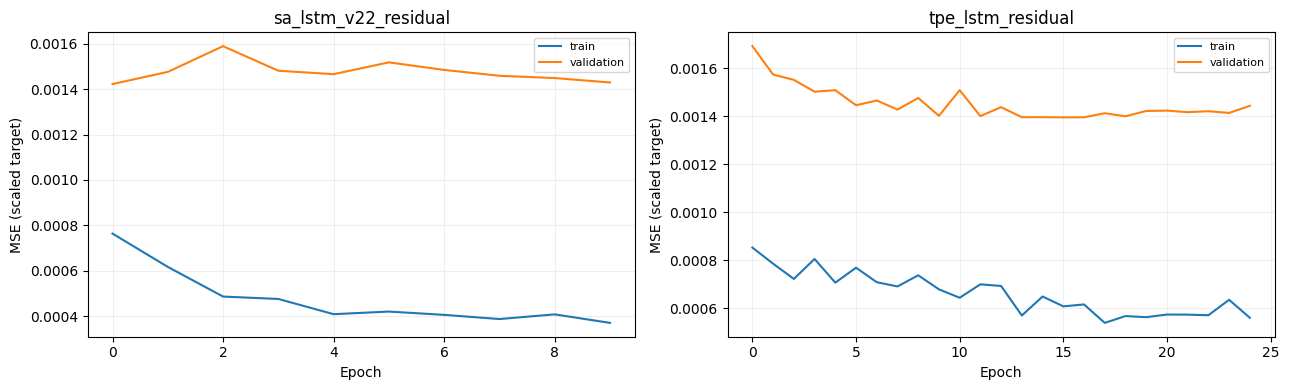 sa_lstm_v22_residual
train
validation
MSE (scaled target)
0.0016
0.0014
0.0012
0.0010
0.0008
0.0006
0.0004
0
2
4
6
8
Epoch
tpe_lstm_residual
train
validation
MSE (scaled target)
0.0016
0.0014
0.0012
0.0010
0.0008
0.0006
0
5
10
15
20
25
Epoch